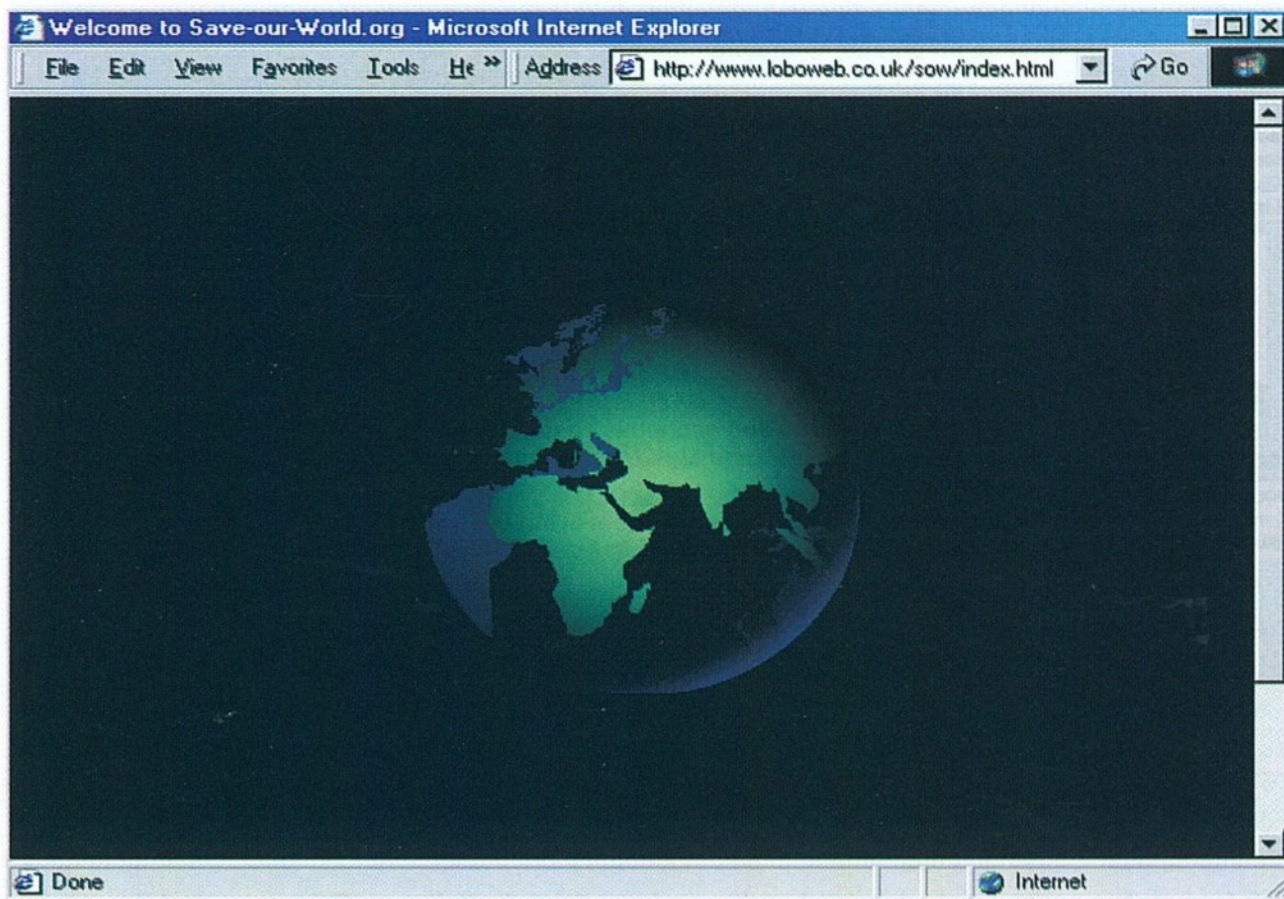 Welcome to Save-our-World.org - Microsoft Internet Explorer
File Edit View Favorites Tools He » Address http://www.loboweb.co.uk/sow/index.html Go
Done Internet